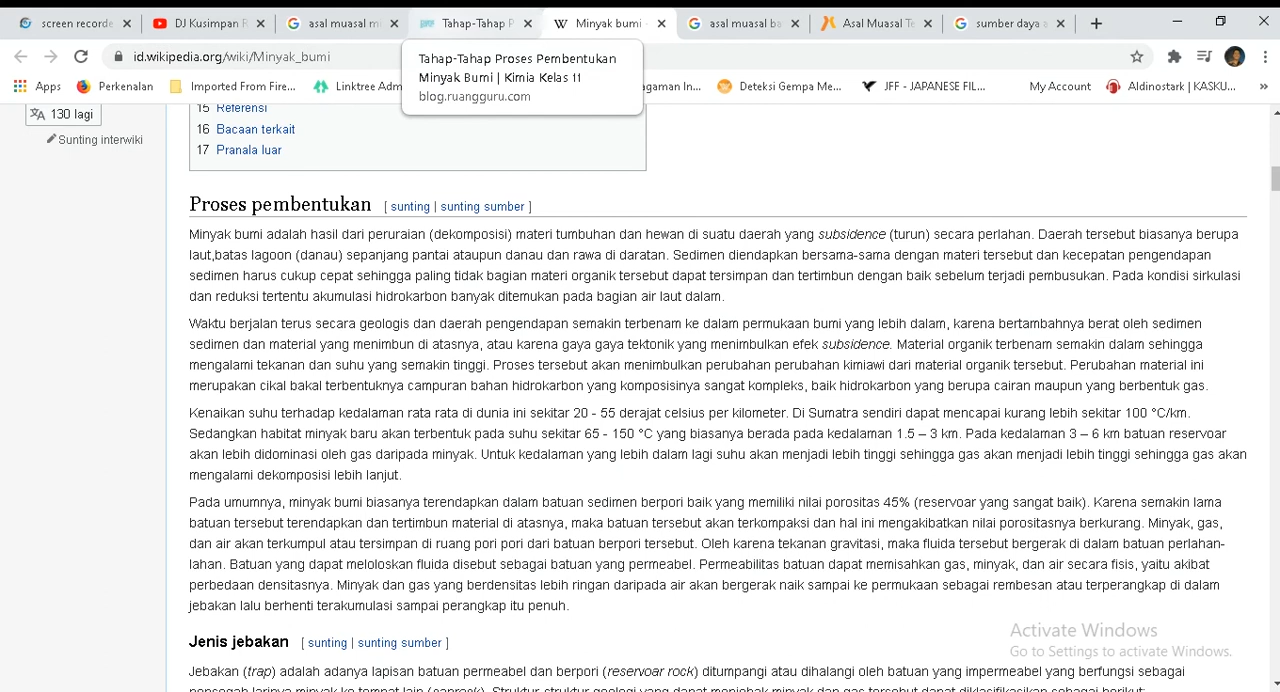 screen recorde
DJ Kusimpan R
asal muasal mi
Tahap-Tahap P
Minyak bumi -
asal muasal ba
Asal Muasal Te
sumber daya a
id.wikipedia.org/wiki/Minyak_bumi
Tahap-Tahap Proses Pembentukan
Minyak Bumi | Kimia Kelas 11
blog.ruangguru.com
Apps
Perkenalan
Imported From Fire...
Linktree Adm
agaman In...
Deteksi Gempa Me...
JFF - JAPANESE FIL...
My Account
Aldinostark | KASKU...
»
130 lagi
Sunting interwiki
15 Referensi
16 Bacaan terkait
17 Pranala luar
Proses pembentukan [ sunting | sunting sumber ]
Minyak bumi adalah hasil dari peruraian (dekomposisi) materi tumbuhan dan hewan di suatu daerah yang subsidence (turun) secara perlahan. Daerah tersebut biasanya berupa
laut,batas lagoon (danau) sepanjang pantai ataupun danau dan rawa di daratan. Sedimen diendapkan bersama-sama dengan materi tersebut dan kecepatan pengendapan
sedimen harus cukup cepat sehingga paling tidak bagian materi organik tersebut dapat tersimpan dan tertimbun dengan baik sebelum terjadi pembusukan. Pada kondisi sirkulasi
dan reduksi tertentu akumulasi hidrokarbon banyak ditemukan pada bagian air laut dalam.
Waktu berjalan terus secara geologis dan daerah pengendapan semakin terbenam ke dalam permukaan bumi yang lebih dalam, karena bertambahnya berat oleh sedimen
sedimen dan material yang menimbun di atasnya, atau karena gaya gaya tektonik yang menimbulkan efek subsidence. Material organik terbenam semakin dalam sehingga
mengalami tekanan dan suhu yang semakin tinggi. Proses tersebut akan menimbulkan perubahan perubahan kimiawi dari material organik tersebut. Perubahan material ini
merupakan cikal bakal terbentuknya campuran bahan hidrokarbon yang komposisinya sangat kompleks, baik hidrokarbon yang berupa cairan maupun yang berbentuk gas.
Kenaikan suhu terhadap kedalaman rata rata di dunia ini sekitar 20 - 55 derajat celsius per kilometer. Di Sumatra sendiri dapat mencapai kurang lebih sekitar 100 °C/km.
Sedangkan habitat minyak baru akan terbentuk pada suhu sekitar 65 - 150 °C yang biasanya berada pada kedalaman 1.5 – 3 km. Pada kedalaman 3 – 6 km batuan reservoar
akan lebih didominasi oleh gas daripada minyak. Untuk kedalaman yang lebih dalam lagi suhu akan menjadi lebih tinggi sehingga gas akan menjadi lebih tinggi sehingga gas akan
mengalami dekomposisi lebih lanjut.
Pada umumnya, minyak bumi biasanya terendapkan dalam batuan sedimen berpori baik yang memiliki nilai porositas 45% (reservoar yang sangat baik). Karena semakin lama
batuan tersebut terendapkan dan tertimbun material di atasnya, maka batuan tersebut akan terkompaksi dan hal ini mengakibatkan nilai porositasnya berkurang. Minyak, gas,
dan air akan terkumpul atau tersimpan di ruang pori pori dari batuan berpori tersebut. Oleh karena tekanan gravitasi, maka fluida tersebut bergerak di dalam batuan perlahan-
lahan. Batuan yang dapat meloloskan fluida disebut sebagai batuan yang permeabel. Permeabilitas batuan dapat memisahkan gas, minyak, dan air secara fisis, yaitu akibat
perbedaan densitasnya. Minyak dan gas yang berdensitas lebih ringan daripada air akan bergerak naik sampai ke permukaan sebagai rembesan atau terperangkap di dalam
jebakan lalu berhenti terakumulasi sampai perangkap itu penuh.
Activate Windows
Go to Settings to activate Windows.
Jenis jebakan [ sunting | sunting sumber ]
Jebakan (trap) adalah adanya lapisan batuan permeabel dan berpori (reservoar rock) ditumpangi atau dihalangi oleh batuan yang impermeabel yang berfungsi sebagai
pencegah larinya minyak ke tempat lain (caprock). Struktur struktur geologi yang dapat menjebak minyak dan gas tersebut dapat diklasifikasikan sebagai berikut: